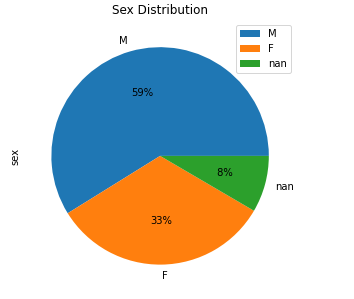 Sex Distribution
M
M
F
nan
59%
sex
8%
nan
33%
F